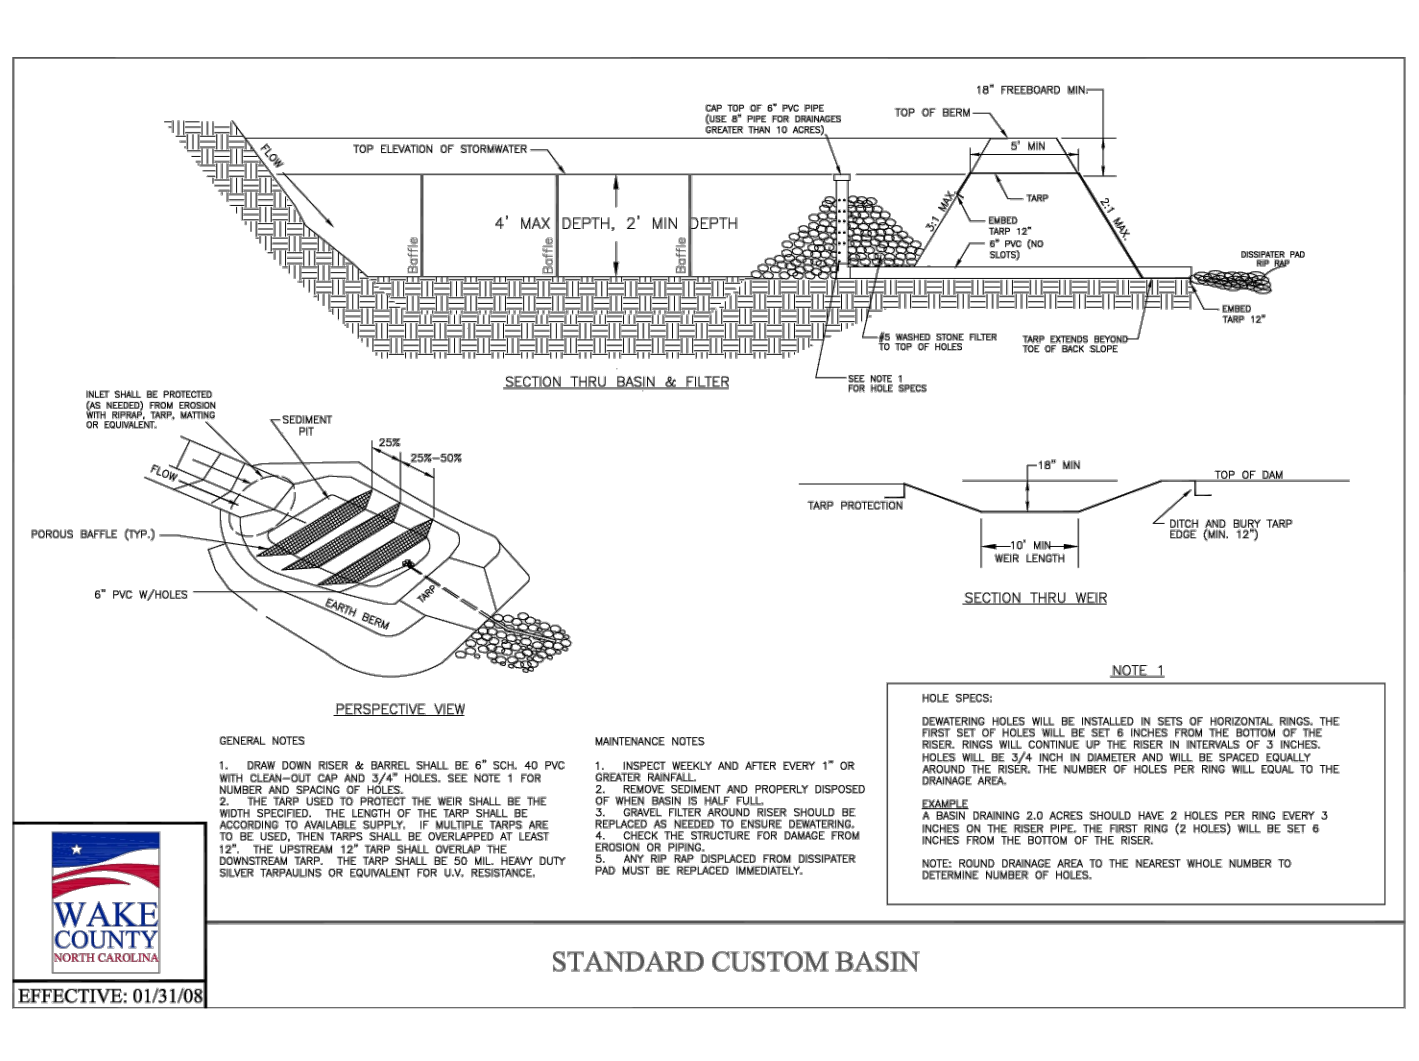 18" FREEBOARD MIN.
CAP TOP OF 6" PVC PIPE
(USE 8" PIPE FOR DRAINAGES
GREATER THAN 10 ACRES)
TOP OF BERM
5' MIN
FLOW
TOP ELEVATION OF STORMWATER
4' MAX DEPTH, 2' MIN DEPTH
Baffle
Baffle
Baffle
3:1 MAX.
TARP
EMBED
TARP 12"
6" PVC (NO
SLOTS)
2:1 MAX.
DISSIPATER PAD
RIP RAP
EMBED
TARP 12"
#5 WASHED STONE FILTER
TO TOP OF HOLES
TARP EXTENDS BEYOND
TOE OF BACK SLOPE
SEE NOTE 1
FOR HOLE SPECS
SECTION THRU BASIN & FILTER
INLET SHALL BE PROTECTED
(AS NEEDED) FROM EROSION
WITH RIPRAP, TARP, MATTING
OR EQUIVALENT.
SEDIMENT
PIT
25%
25%-50%
FLOW
POROUS BAFFLE (TYP.)
6" PVC W/HOLES
EARTH BERM
TARP
PERSPECTIVE VIEW
18" MIN
TOP OF DAM
TARP PROTECTION
DITCH AND BURY TARP
EDGE (MIN. 12")
10' MIN
WEIR LENGTH
SECTION THRU WEIR
GENERAL NOTES
1. DRAW DOWN RISER & BARREL SHALL BE 6" SCH. 40 PVC
WITH CLEAN-OUT CAP AND 3/4" HOLES. SEE NOTE 1 FOR
NUMBER AND SPACING OF HOLES.
2. THE TARP USED TO PROTECT THE WEIR SHALL BE THE
WIDTH SPECIFIED. THE LENGTH OF THE TARP SHALL BE
ACCORDING TO AVAILABLE SUPPLY. IF MULTIPLE TARPS ARE
TO BE USED, THEN TARPS SHALL BE OVERLAPPED AT LEAST
12". THE UPSTREAM 12" TARP SHALL OVERLAP THE
DOWNSTREAM TARP. THE TARP SHALL BE 50 MIL. HEAVY DUTY
SILVER TARPAULINS OR EQUIVALENT FOR U.V. RESISTANCE.
MAINTENANCE NOTES
1. INSPECT WEEKLY AND AFTER EVERY 1" OR
GREATER RAINFALL.
2. REMOVE SEDIMENT AND PROPERLY DISPOSED
OF WHEN BASIN IS HALF FULL.
3. GRAVEL FILTER AROUND RISER SHOULD BE
REPLACED AS NEEDED TO ENSURE DEWATERING.
4. CHECK THE STRUCTURE FOR DAMAGE FROM
EROSION OR PIPING.
5. ANY RIP RAP DISPLACED FROM DISSIPATER
PAD MUST BE REPLACED IMMEDIATELY.
NOTE 1
HOLE SPECS:
DEWATERING HOLES WILL BE INSTALLED IN SETS OF HORIZONTAL RINGS. THE
FIRST SET OF HOLES WILL BE SET 6 INCHES FROM THE BOTTOM OF THE
RISER. RINGS WILL CONTINUE UP THE RISER IN INTERVALS OF 3 INCHES.
HOLES WILL BE 3/4 INCH IN DIAMETER AND WILL BE SPACED EQUALLY
AROUND THE RISER. THE NUMBER OF HOLES PER RING WILL EQUAL TO THE
DRAINAGE AREA.
EXAMPLE
A BASIN DRAINING 2.0 ACRES SHOULD HAVE 2 HOLES PER RING EVERY 3
INCHES ON THE RISER PIPE. THE FIRST RING (2 HOLES) WILL BE SET 6
INCHES FROM THE BOTTOM OF THE RISER.
NOTE: ROUND DRAINAGE AREA TO THE NEAREST WHOLE NUMBER TO
DETERMINE NUMBER OF HOLES.
WAKE
COUNTY
NORTH CAROLINA
EFFECTIVE: 01/31/08
STANDARD CUSTOM BASIN